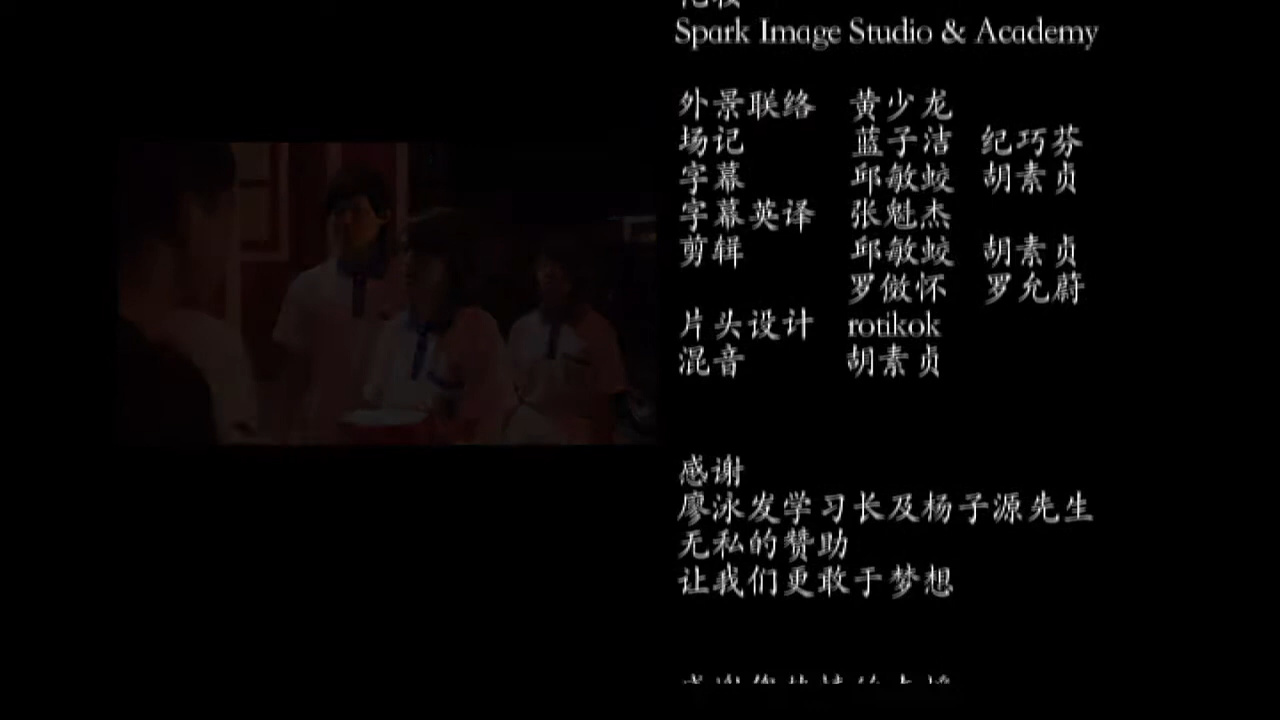 Spark Image Studio & Academy
外景联络 黄少龙
场记 蓝子洁 纪巧芬
字幕 邱敏蛟 胡素贞
字幕英译 张魁杰
剪辑 邱敏蛟 胡素贞
罗傲怀 罗允蔚
片头设计 rotikok
混音 胡素贞
感谢
廖泳发学习长及杨子源先生
无私的赞助
让我们更敢于梦想